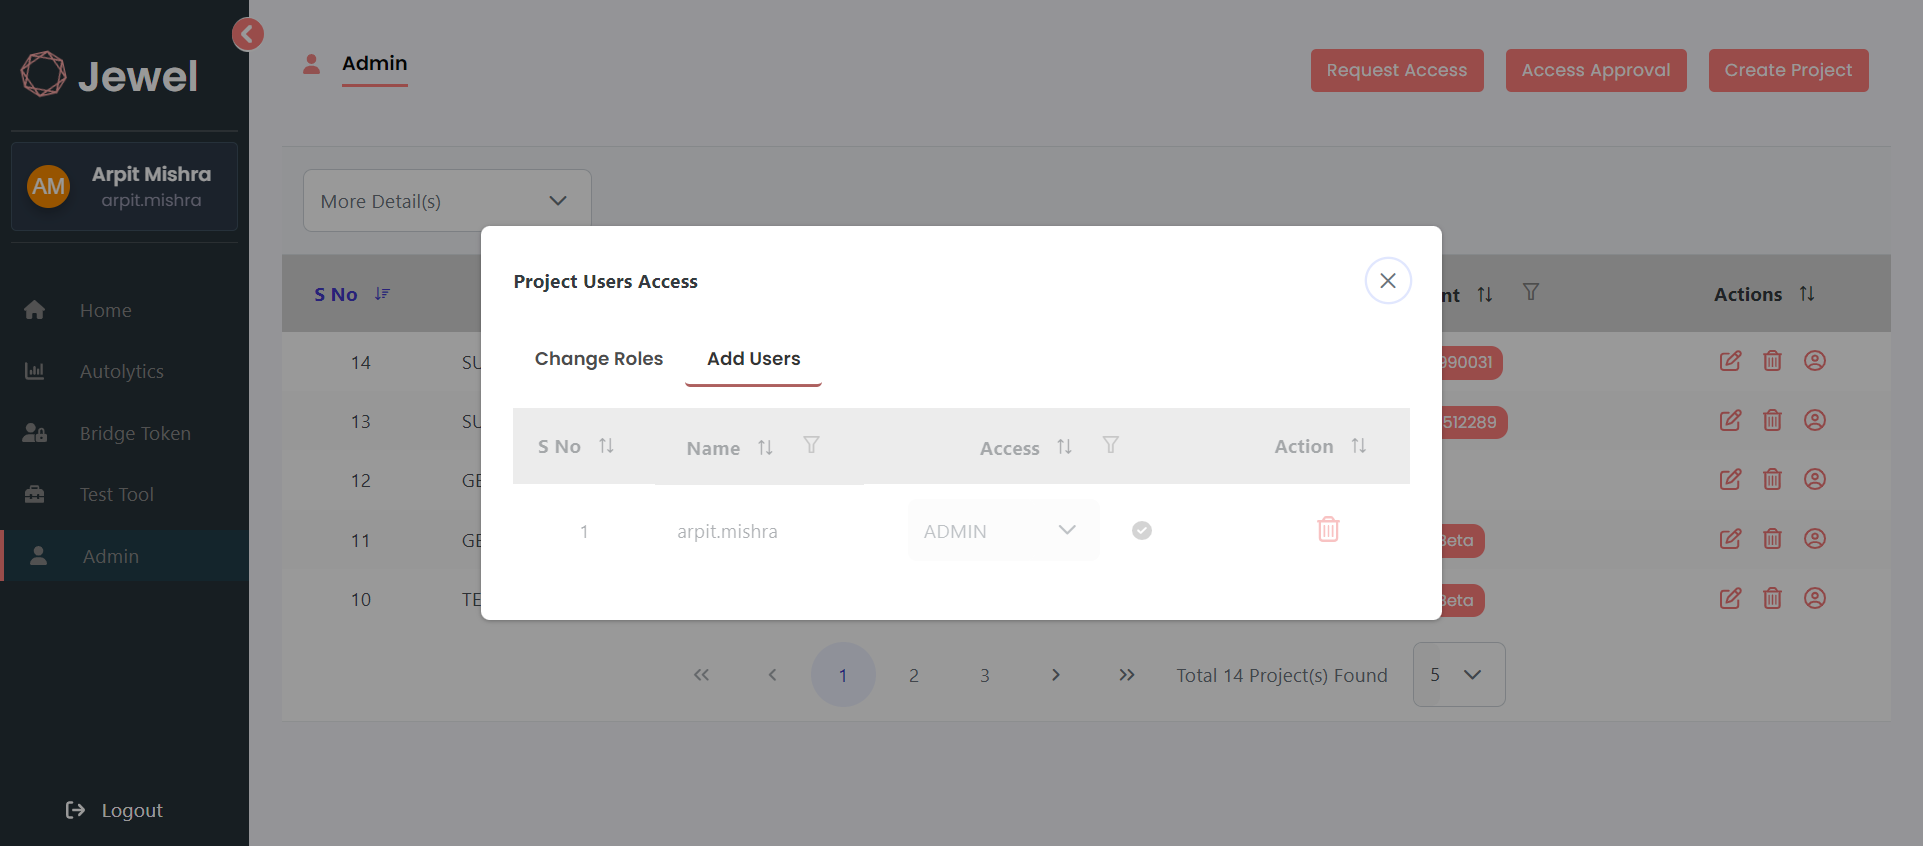 Jewel
AM
Arpit Mishra
arpit.mishra
Home
Autolytics
Bridge Token
Test Tool
Admin
Logout
Admin
Request Access
Access Approval
Create Project
More Detail(s)
S No
nt
Actions
14
SU
990031
13
SU
512289
12
GE
11
GE
Beta
10
TE
Beta
Project Users Access
Change Roles
Add Users
S No
Name
Access
Action
1
arpit.mishra
ADMIN
1
2
3
Total 14 Project(s) Found
5